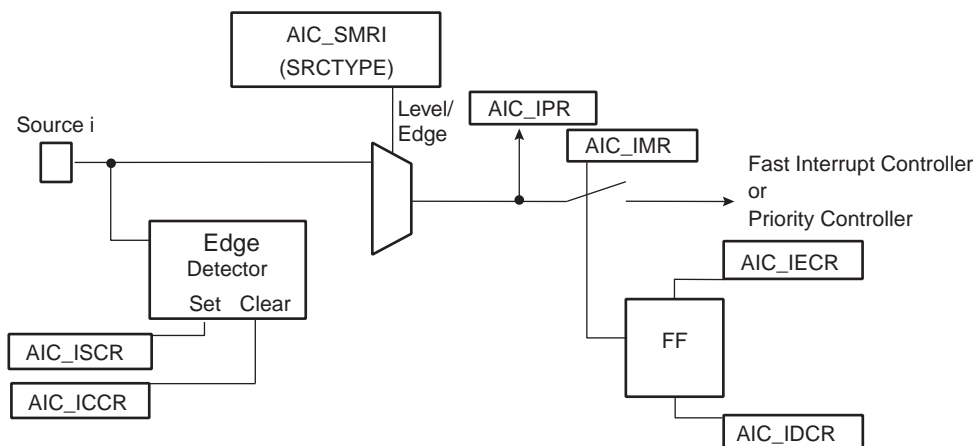 AIC_SMRI
(SRCTYPE)
Level/
Edge
Source i
AIC_IPR
AIC_IMR
Fast Interrupt Controller
or
Priority Controller
Edge
Detector
Set Clear
AIC_IECR
FF
AIC_ISCR
AIC_ICCR
AIC_IDCR